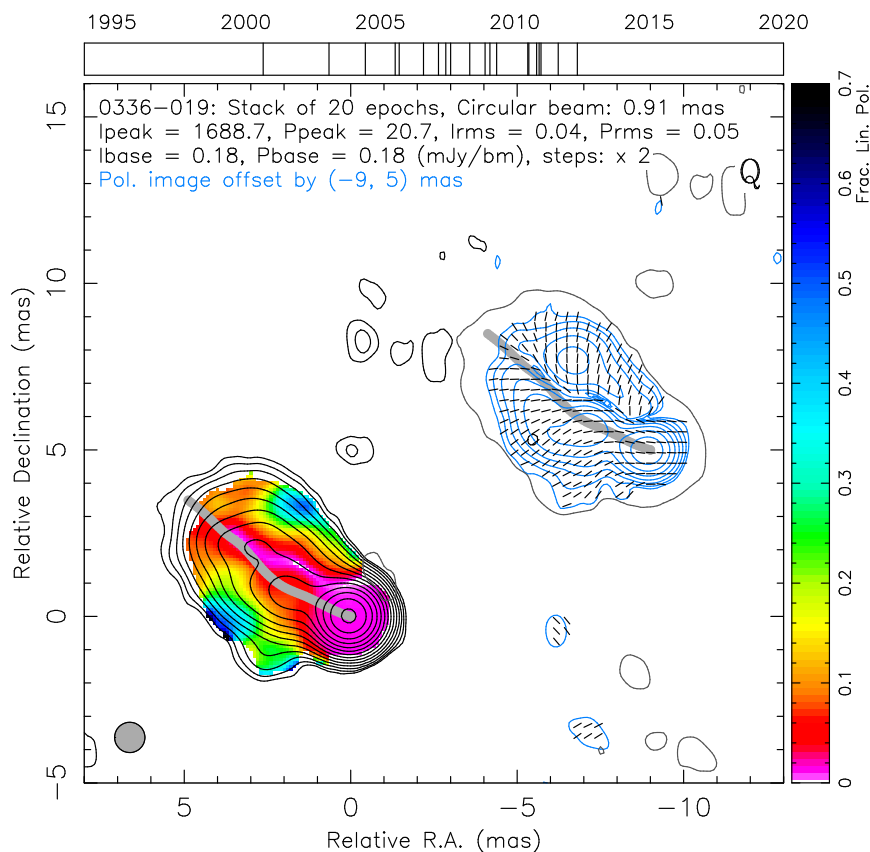 1995 2000 2005 2010 2015 2020
0336-019: Stack of 20 epochs, Circular beam: 0.91 mas
Ipeak = 1688.7, Ppeak = 20.7, Irms = 0.04, Prms = 0.05
Ibase = 0.18, Pbase = 0.18 (mJy/bm), steps: x 2
Pol. image offset by (-9, 5) mas
Q
15
10
5
0
-5
Relative Declination (mas)
5 0 -5 -10
Relative R.A. (mas)
0.7
0.6
0.5
0.4
0.3
0.2
0.1
0
Frac. Lin. Pol.